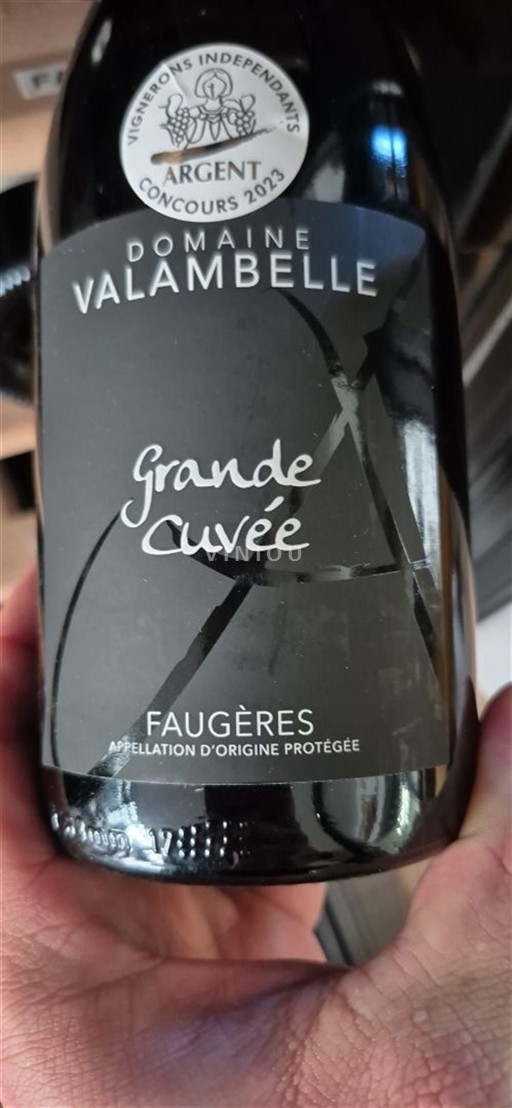 VIGNERONS INDEPENDANTS
ARGENT
CONCOURS 2023
DOMAINE
VALAMBELLE
Grande
Cuvée
VINIOU
FAUGÈRES
APPELLATION D'ORIGINE PROTÉGÉE